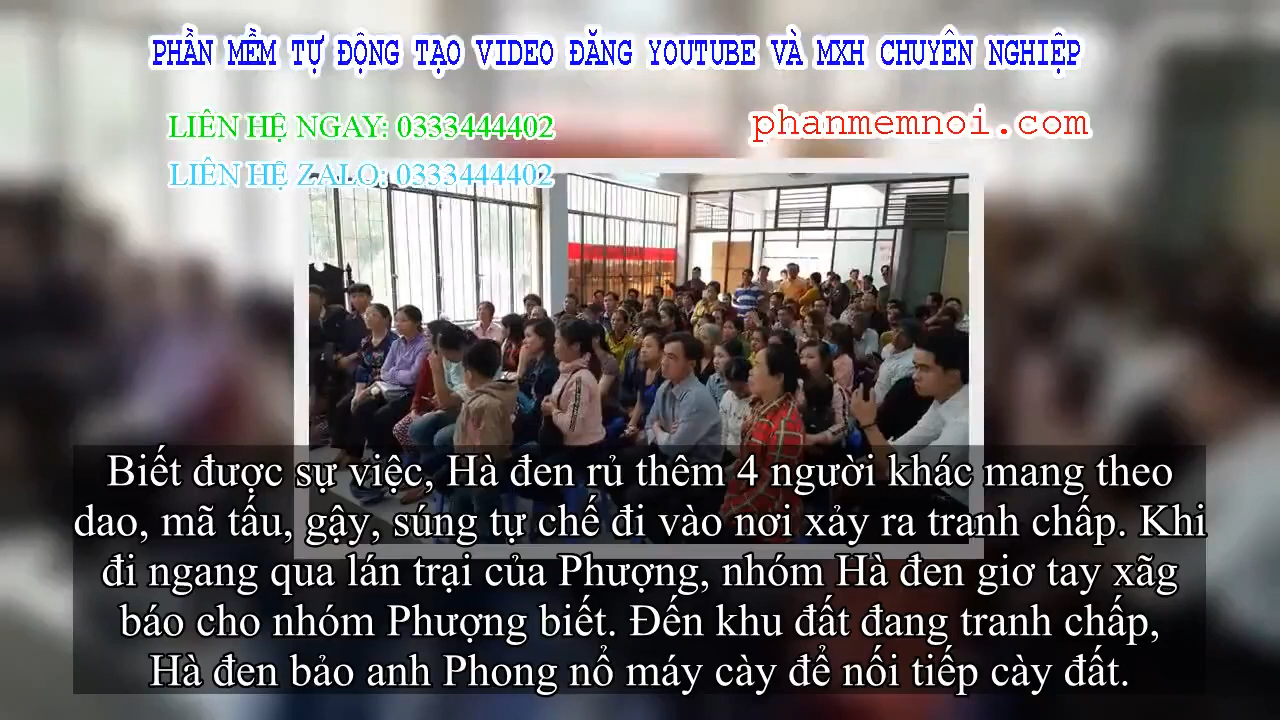 PHẦN MỀM TỰ ĐỘNG TẠO VIDEO ĐĂNG YOUTUBE VÀ MXH CHUYÊN NGHIỆP
LIÊN HỆ NGAY: 0333444402
phanmemnoi.com
LIÊN HỆ ZALO: 0333444402
Biết được sự việc, Hà đen rủ thêm 4 người khác mang theo
dao, mã tấu, gậy, súng tự chế đi vào nơi xảy ra tranh chấp. Khi
đi ngang qua lán trại của Phượng, nhóm Hà đen giơ tay xãg
báo cho nhóm Phượng biết. Đến khu đất đang tranh chấp,
Hà đen bảo anh Phong nổ máy cày để nối tiếp cày đất.